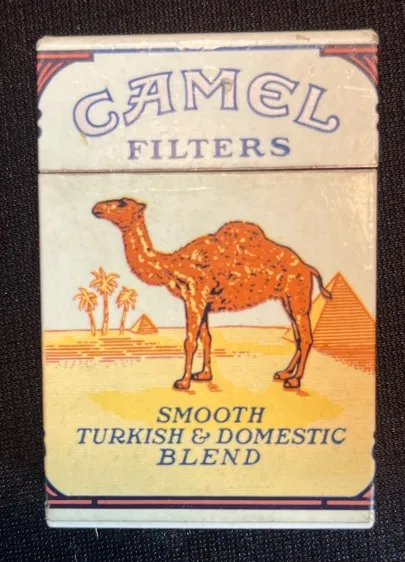 CAMEL
FILTERS
SMOOTH
TURKISH & DOMESTIC
BLEND